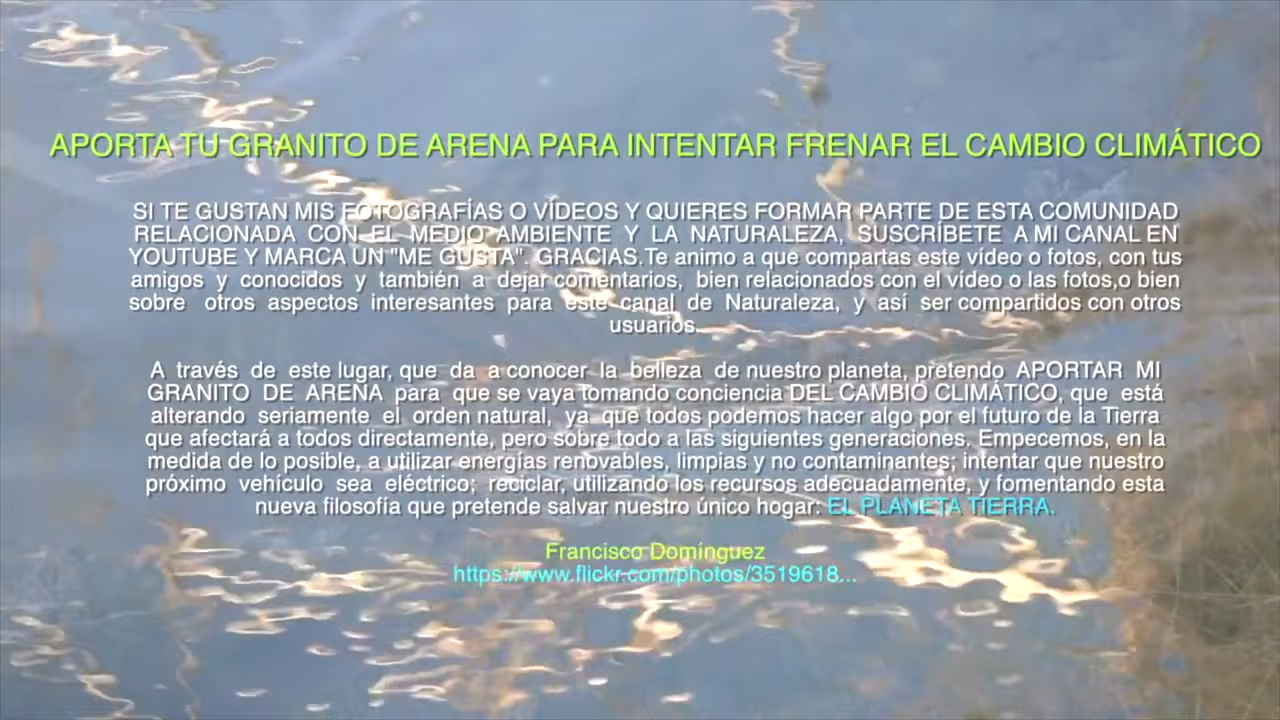 APORTA TU GRANITO DE ARENA PARA INTENTAR FRENAR EL CAMBIO CLIMÁTICO
SI TE GUSTAN MIS FOTOGRAFÍAS O VÍDEOS Y QUIERES FORMAR PARTE DE ESTA COMUNIDAD
RELACIONADA CON EL MEDIO AMBIENTE Y LA NATURALEZA, SUSCRÍBETE A MI CANAL EN
YOUTUBE Y MARCA UN "ME GUSTA". GRACIAS.Te animo a que compartas este vídeo o fotos, con tus
amigos y conocidos y también a dejar comentarios, bien relacionados con el vídeo o las fotos,o bien
sobre otros aspectos interesantes para este canal de Naturaleza, y así ser compartidos con otros
usuarios.
A través de este lugar, que da a conocer la belleza de nuestro planeta, pretendo APORTAR MI
GRANITO DE ARENA para que se vaya tomando conciencia DEL CAMBIO CLIMÁTICO, que está
alterando seriamente el orden natural, ya que todos podemos hacer algo por el futuro de la Tierra
que afectará a todos directamente, pero sobre todo a las siguientes generaciones. Empecemos, en la
medida de lo posible, a utilizar energías renovables, limpias y no contaminantes; intentar que nuestro
próximo vehículo sea eléctrico; reciclar, utilizando los recursos adecuadamente, y fomentando esta
nueva filosofía que pretende salvar nuestro único hogar: EL PLANETA TIERRA.
Francisco Domínguez
https://www.flickr.com/photos/3519618...